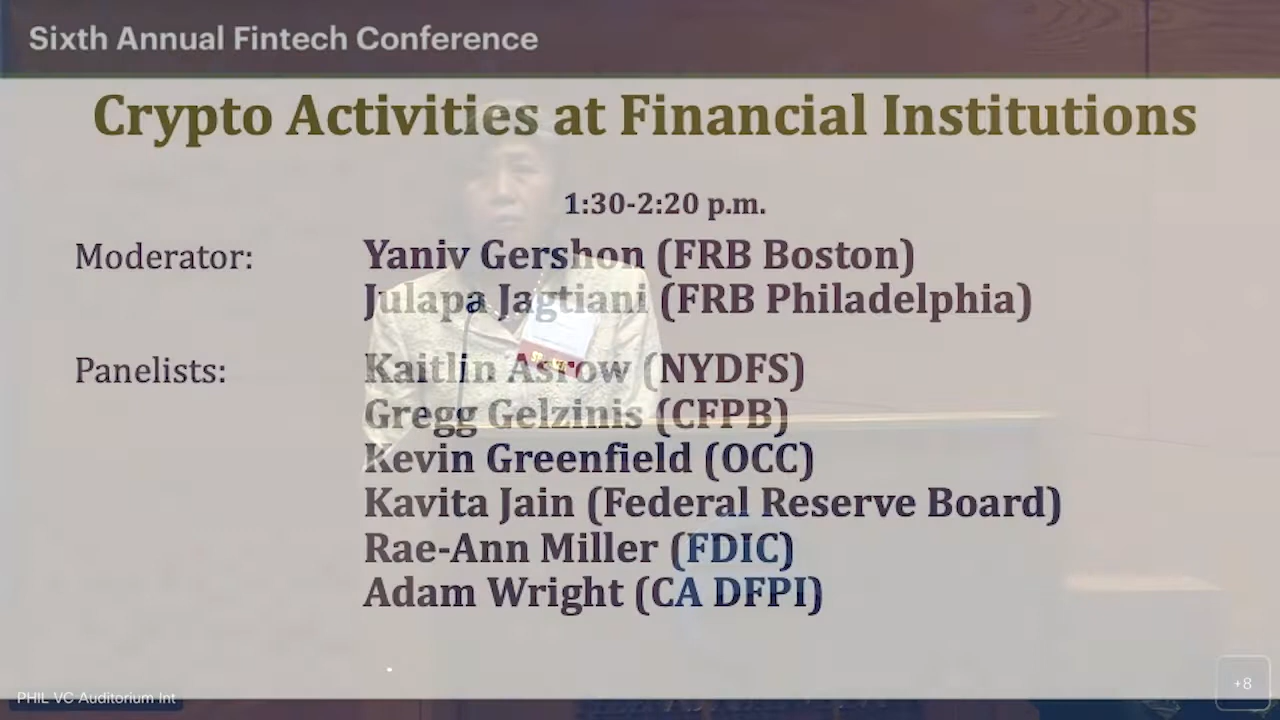 Sixth Annual Fintech Conference
Crypto Activities at Financial Institutions
1:30-2:20 p.m.
Moderator: Yaniv Gershon (FRB Boston)
Julapa Jagtiani (FRB Philadelphia)
Panelists: Kaitlin Asrow (NYDFS)
Gregg Gelzinis (CFPB)
Kevin Greenfield (OCC)
Kavita Jain (Federal Reserve Board)
Rae-Ann Miller (FDIC)
Adam Wright (CA DFPI)
PHIL VC Auditorium Int
+8